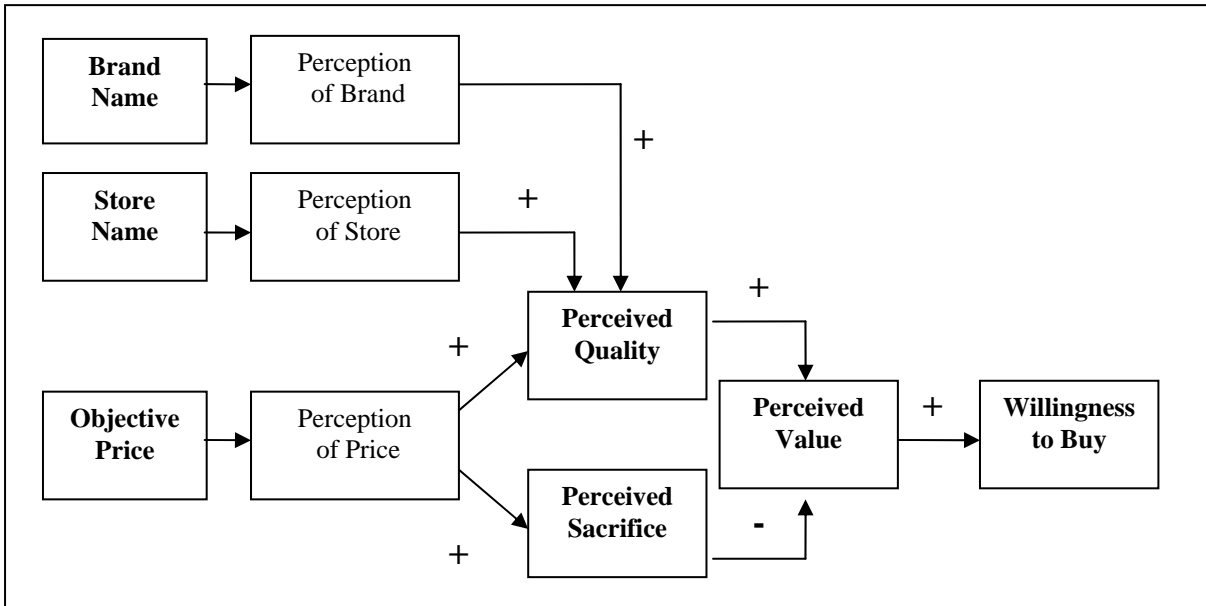 Brand
Name
Perception
of Brand
+
Store
Name
Perception
of Store
+
Perceived
Quality
+
+
Objective
Price
Perception
of Price
Perceived
Value
+
Willingness
to Buy
Perceived
Sacrifice
-
+